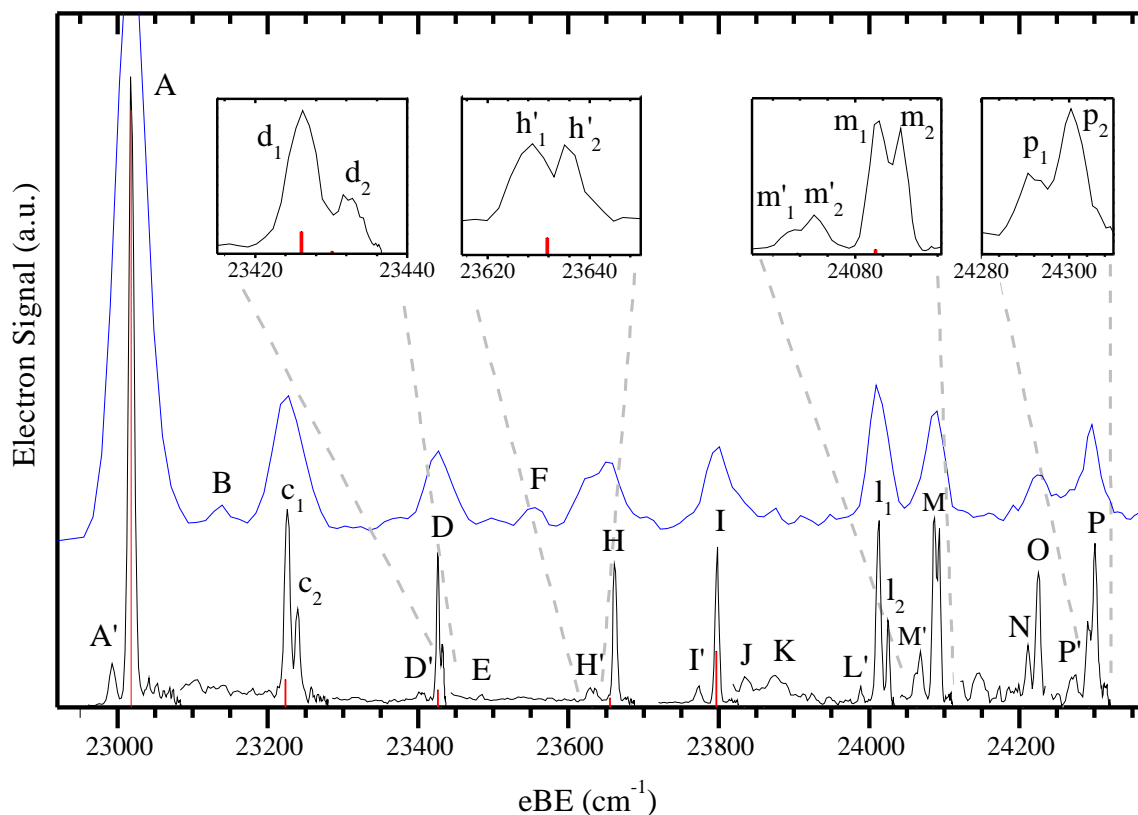 A
d₁
d₂
23420
23440
h'₁
h'₂
23620
23640
m₁
m₂
m'₁
m'₂
24080
p₁
p₂
24280
24300
Electron Signal (a.u.)
B
c₁
c₂
D
F
H
I
l₁
l₂
M
A'
D'
E
H'
I'
J
K
L'
M'
N
O
P'
P
23000
23200
23400
23600
23800
24000
24200
eBE (cm⁻¹)